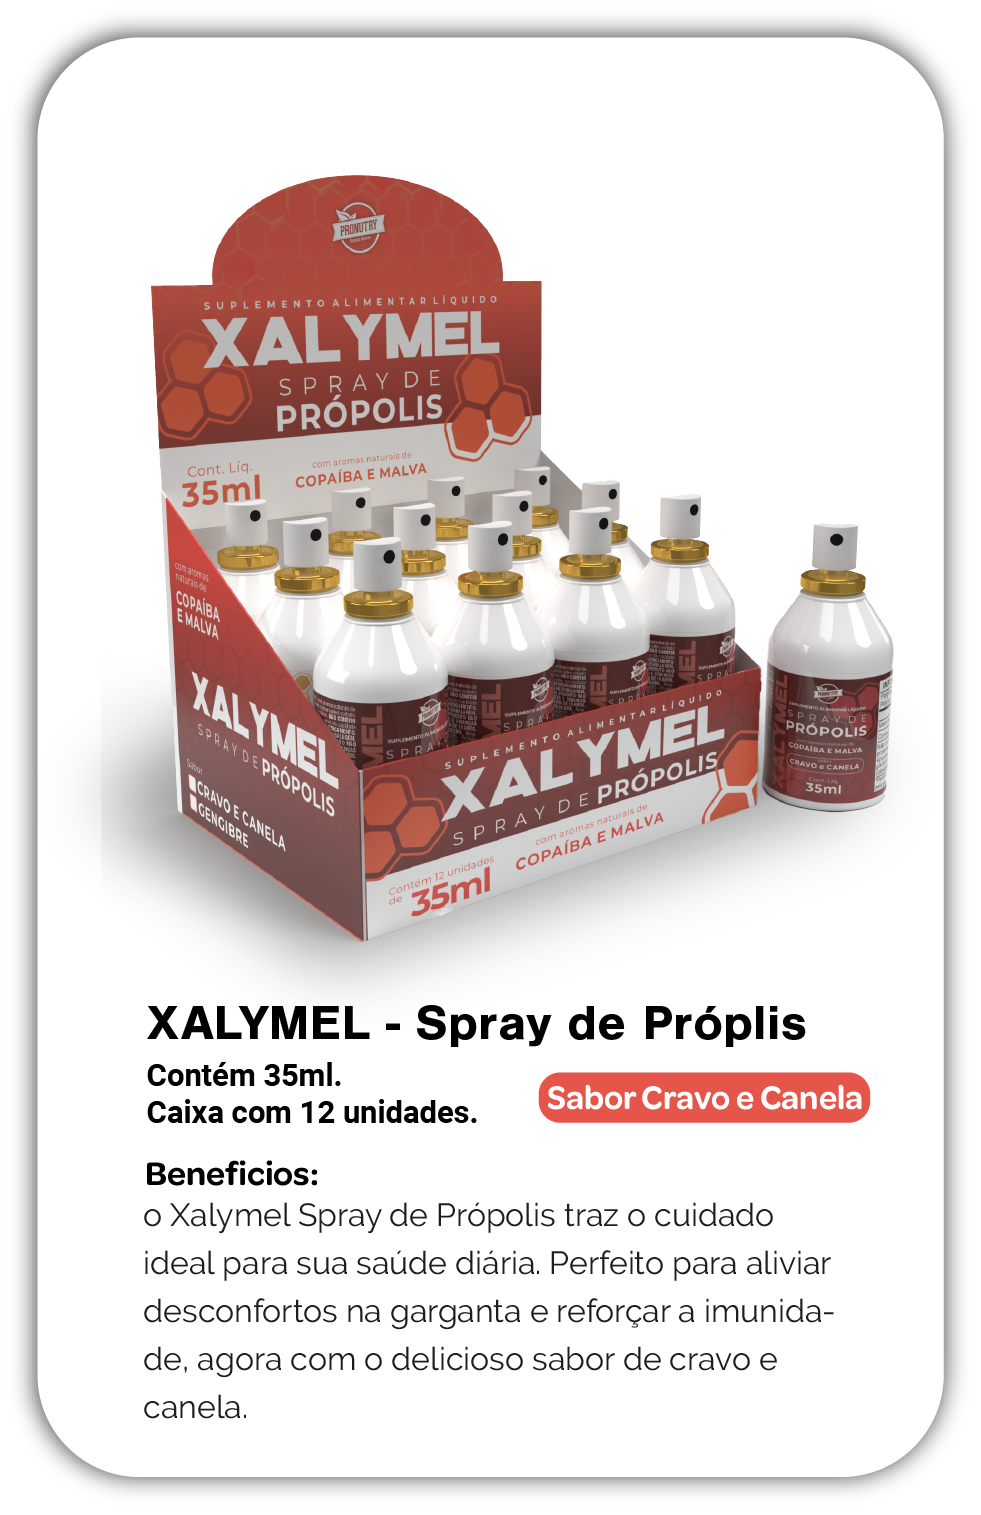 PRONUTRY
SUPLEMENTO ALIMENTAR LÍQUIDO
XALYMEL
SPRAY DE
PRÓPOLIS
Cont. Líq.
35ml
com aromas naturais de
COPAÍBA E MALVA
com aromas
naturais de
COPAÍBA
E MALVA
XALYMEL
SPRAY DE PRÓPOLIS
Sabor
CRAVO E CANELA
GENGIBRE
SUPLEMENTO ALIMENTAR LÍQUIDO
XALYMEL
SPRAY DE PRÓPOLIS
com aromas naturais de
COPAÍBA E MALVA
Contém 12 unidades
de 35ml
PRONUTRY
SUPLEMENTO ALIMENTAR LÍQUIDO
SPRAY DE
PRÓPOLIS
COPAÍBA E MALVA
CRAVO e CANELA
Cont. Líq.
35ml
XALYMEL - Spray de Próplis
Contém 35ml.
Caixa com 12 unidades.
Sabor Cravo e Canela
Beneficios:
o Xalymel Spray de Própolis traz o cuidado
ideal para sua saúde diária. Perfeito para aliviar
desconfortos na garganta e reforçar a imunida-
de, agora com o delicioso sabor de cravo e
canela.